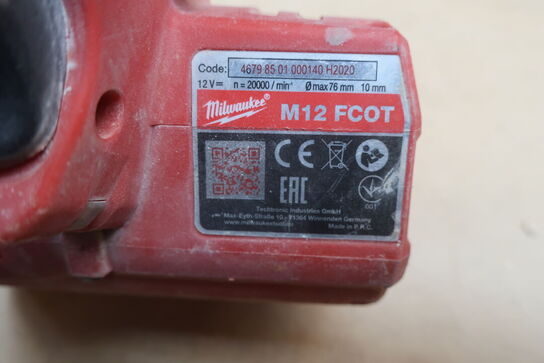 Code: 4679 85 01 000140 H2020
12 V⎓ n = 20000 / min⁻¹ Ømax 76 mm 10 mm
Milwaukee®
M12 FCOT
CE
EAC
001
Techtronic Industries GmbH
Max-Eyth-Straße 10 - 71364 Winnenden Germany
www.milwaukeetool.eu Made in P.R.C.